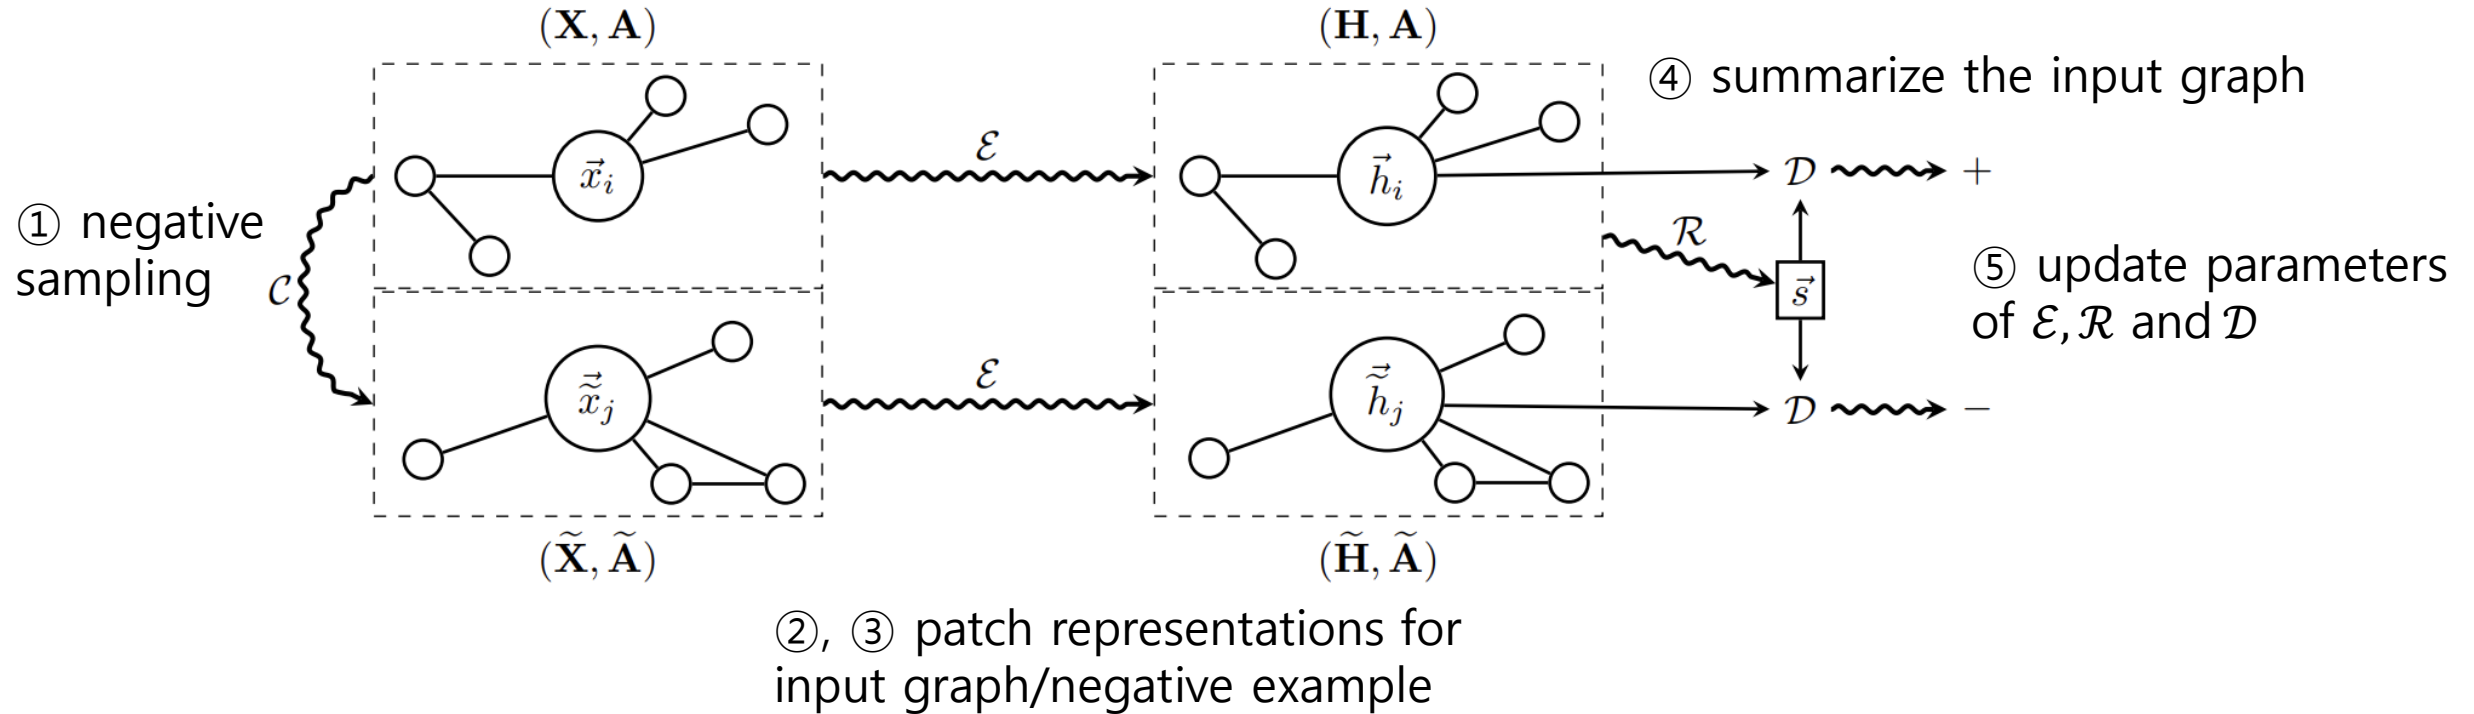 (X, A)
(H, A)
④ summarize the input graph
x⃗ᵢ
ℰ
h⃗ᵢ
𝒟
+
① negative
sampling
𝒞
ℛ
s⃗
⑤ update parameters
of ℰ, ℛ and 𝒟
x̃⃗ⱼ
ℰ
h̃⃗ⱼ
𝒟
−
(X̃, Ã)
(H̃, Ã)
②, ③ patch representations for
input graph/negative example